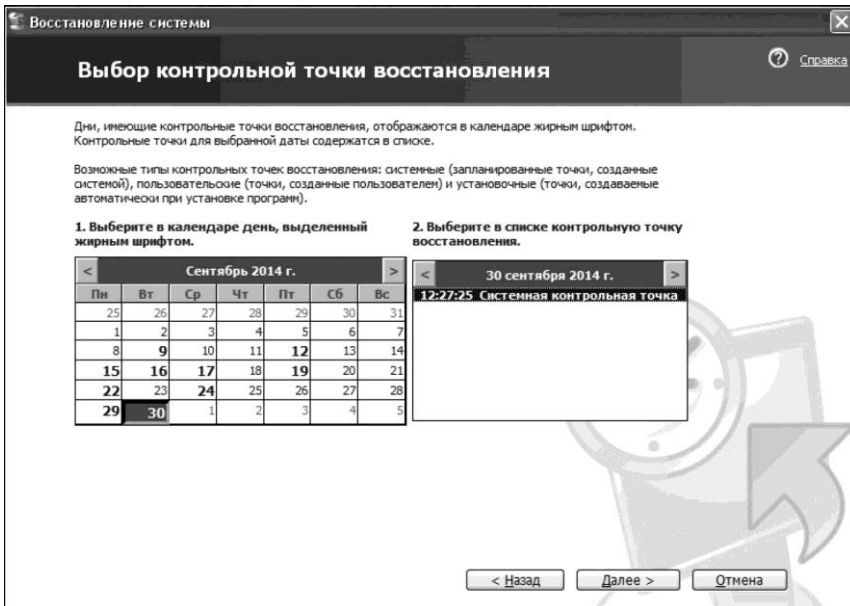 Восстановление системы
Выбор контрольной точки восстановления
Справка
Дни, имеющие контрольные точки восстановления, отображаются в календаре жирным шрифтом.
Контрольные точки для выбранной даты содержатся в списке.
Возможные типы контрольных точек восстановления: системные (запланированные точки, созданные
системой), пользовательские (точки, созданные пользователем) и установочные (точки, создаваемые
автоматически при установке программ).
1. Выберите в календаре день, выделенный
жирным шрифтом.
< Сентябрь 2014 г. >
Пн Вт Ср Чт Пт Сб Вс
25 26 27 28 29 30 31
1 2 3 4 5 6 7
8 9 10 11 12 13 14
15 16 17 18 19 20 21
22 23 24 25 26 27 28
29 30 1 2 3 4 5
2. Выберите в списке контрольную точку
восстановления.
< 30 сентября 2014 г. >
12:27:25 Системная контрольная точка
< Назад
Далее >
Отмена